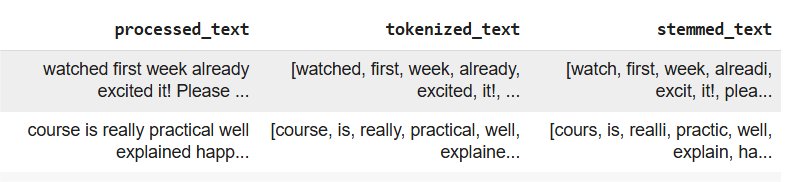 processed_text tokenized_text stemmed_text
watched first week already [watched, first, week, already, [watch, first, week, alreadi,
excited it! Please ... excited, it!, ... excit, it!, plea...
course is really practical well [course, is, really, practical, well, [cours, is, realli, practic, well,
explained happ... explaine... explain, ha...